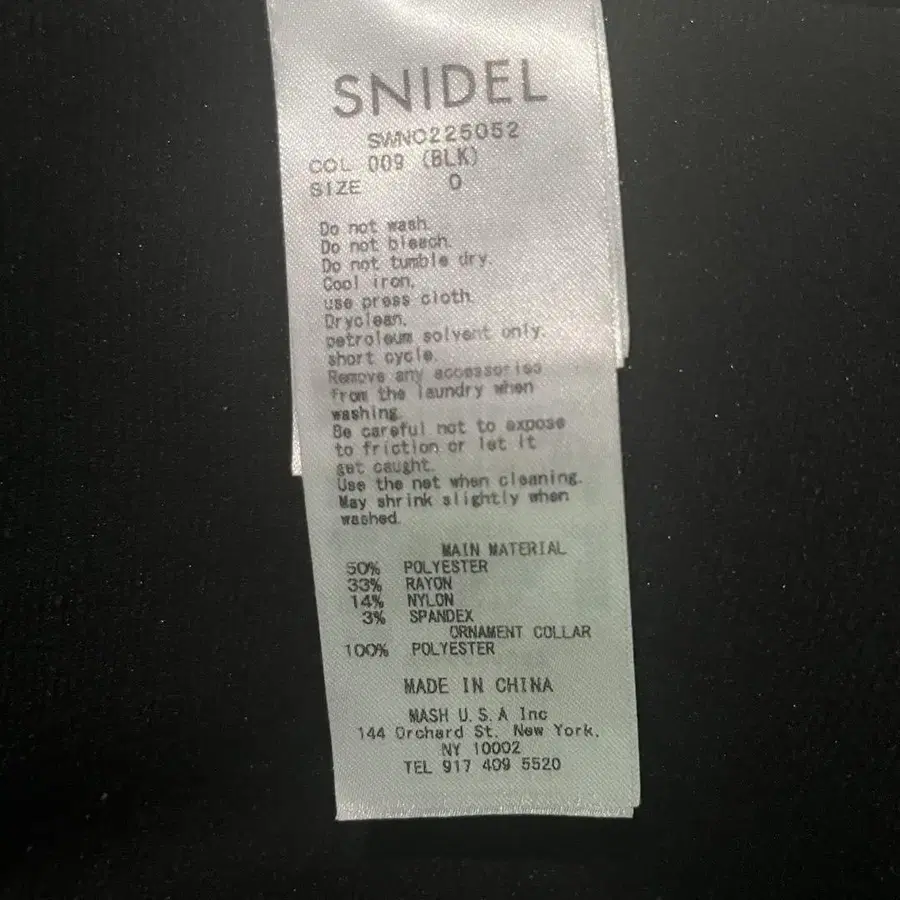 SNIDEL
SWNO225052
COL 009 (BLK)
SIZE 0
Do not wash.
Do not bleach.
Do not tumble dry.
Cool iron,
use press cloth.
Dryclean,
petroleum solvent only,
short cycle.
Remove any accessories
from the laundry when
washing.
Be careful not to expose
to friction or let it
get caught.
Use the net when cleaning.
May shrink slightly when
washed.
MAIN MATERIAL
50% POLYESTER
33% RAYON
14% NYLON
3% SPANDEX
ORNAMENT COLLAR
100% POLYESTER
MADE IN CHINA
MASH U.S.A Inc
144 Orchard St. New York,
NY 10002
TEL 917 409 5520